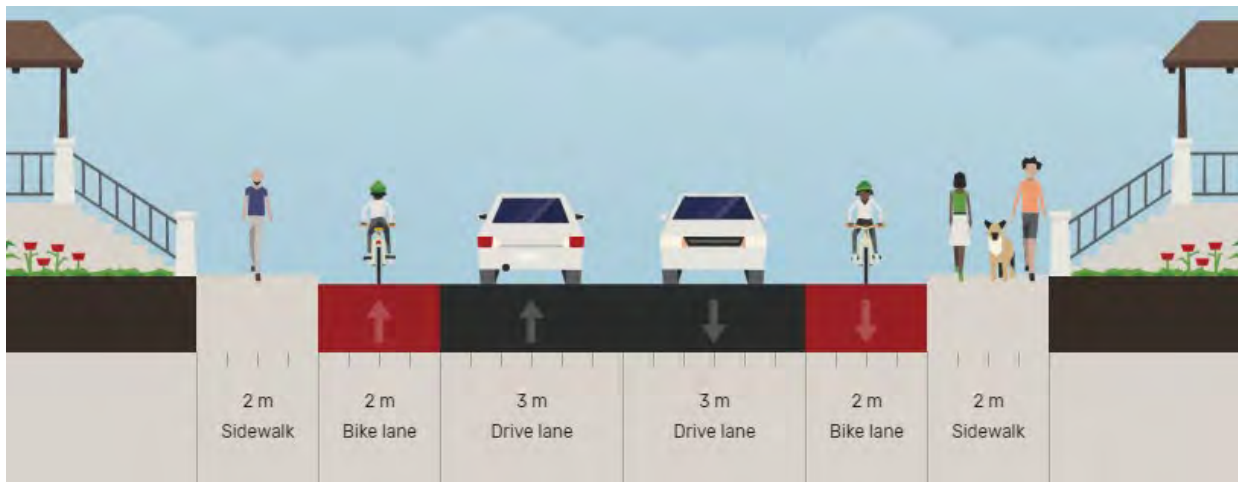 2 m
Sidewalk
2 m
Bike lane
3 m
Drive lane
3 m
Drive lane
2 m
Bike lane
2 m
Sidewalk